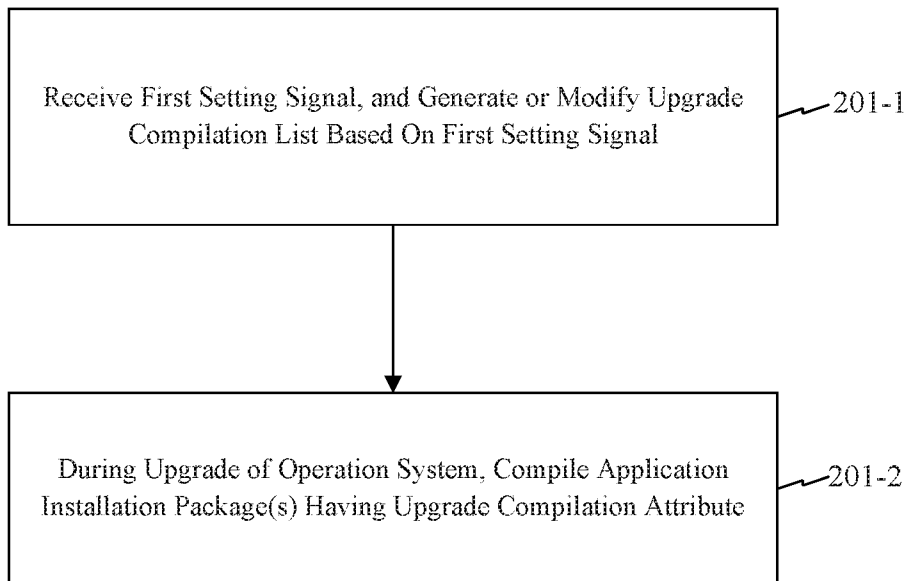 Receive First Setting Signal, and Generate or Modify Upgrade
Compilation List Based On First Setting Signal
201-1
During Upgrade of Operation System, Compile Application
Installation Package(s) Having Upgrade Compilation Attribute
201-2